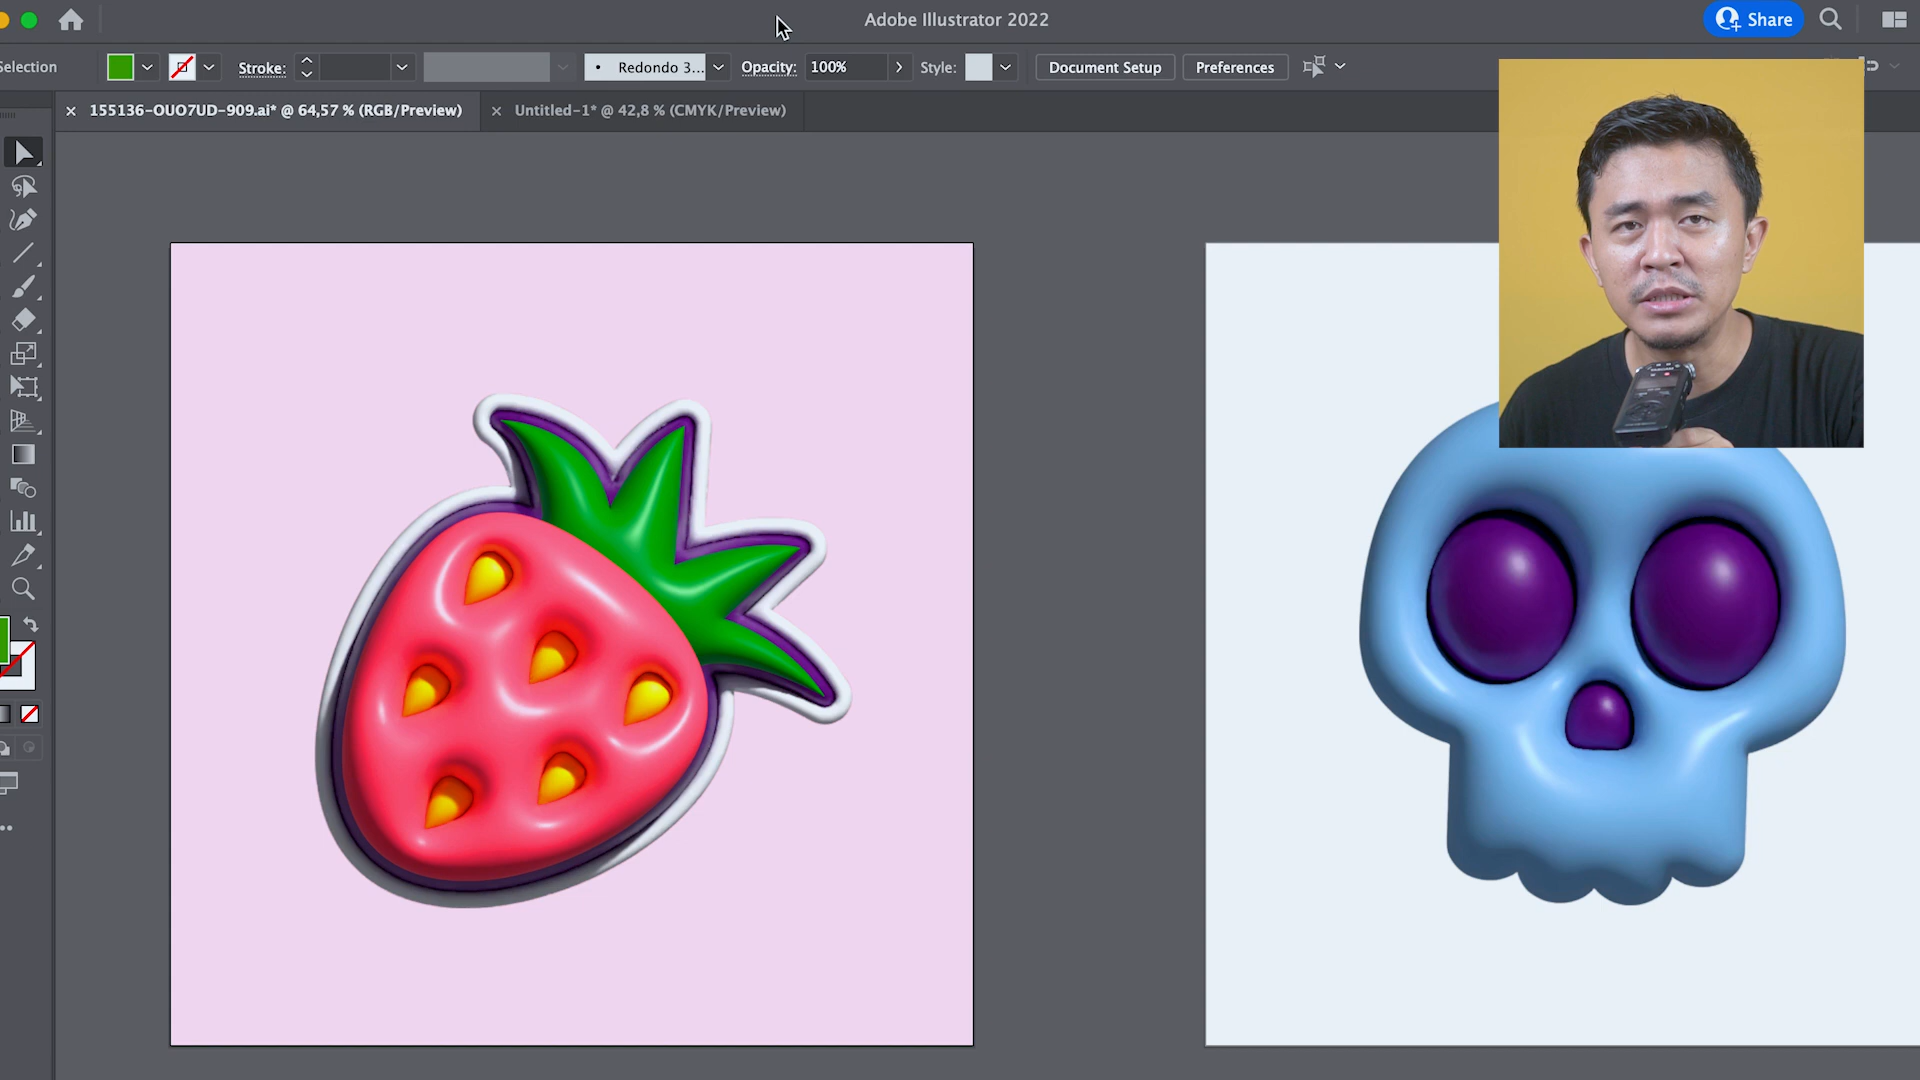 Adobe Illustrator 2022
Share
Selection
Stroke:
Redondo 3...
Opacity:
100%
Style:
Document Setup
Preferences
155136-OUO7UD-909.ai* @ 64,57 % (RGB/Preview)
Untitled-1* @ 42,8 % (CMYK/Preview)